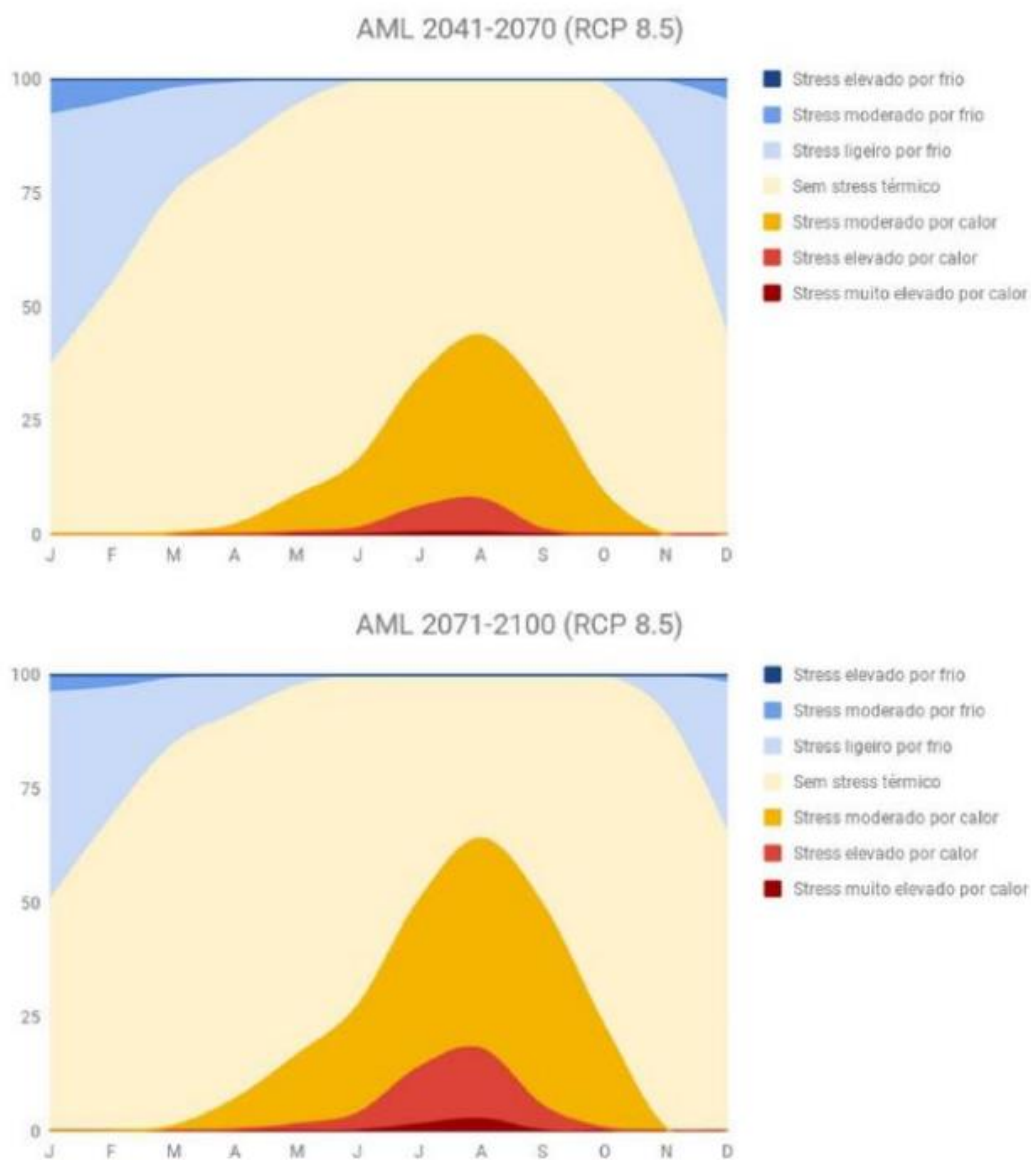 AML 2041-2070 (RCP 8.5)
100
75
50
25
0
J F M A M J J A S O N D
Stress elevado por frio
Stress moderado por frio
Stress ligeiro por frio
Sem stress térmico
Stress moderado por calor
Stress elevado por calor
Stress muito elevado por calor
AML 2071-2100 (RCP 8.5)
100
75
50
25
0
J F M A M J J A S O N D
Stress elevado por frio
Stress moderado por frio
Stress ligeiro por frio
Sem stress térmico
Stress moderado por calor
Stress elevado por calor
Stress muito elevado por calor